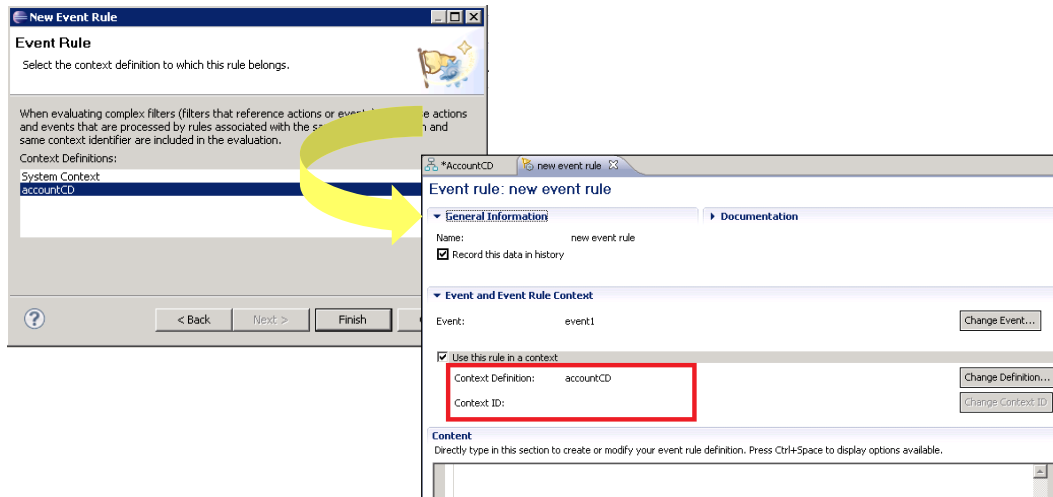 New Event Rule
Event Rule
Select the context definition to which this rule belongs.
When evaluating complex filters (filters that reference actions or event e actions
and events that are processed by rules associated with the sa n and
same context identifier are included in the evaluation.
Context Definitions:
System Context
accountCD
< Back
Next >
Finish
*AccountCD
new event rule
Event rule: new event rule
General Information
Documentation
Name: new event rule
Record this data in history
Event and Event Rule Context
Event: event1
Change Event...
Use this rule in a context
Context Definition: accountCD
Change Definition...
Context ID:
Change Context ID
Content
Directly type in this section to create or modify your event rule definition. Press Ctrl+Space to display options available.